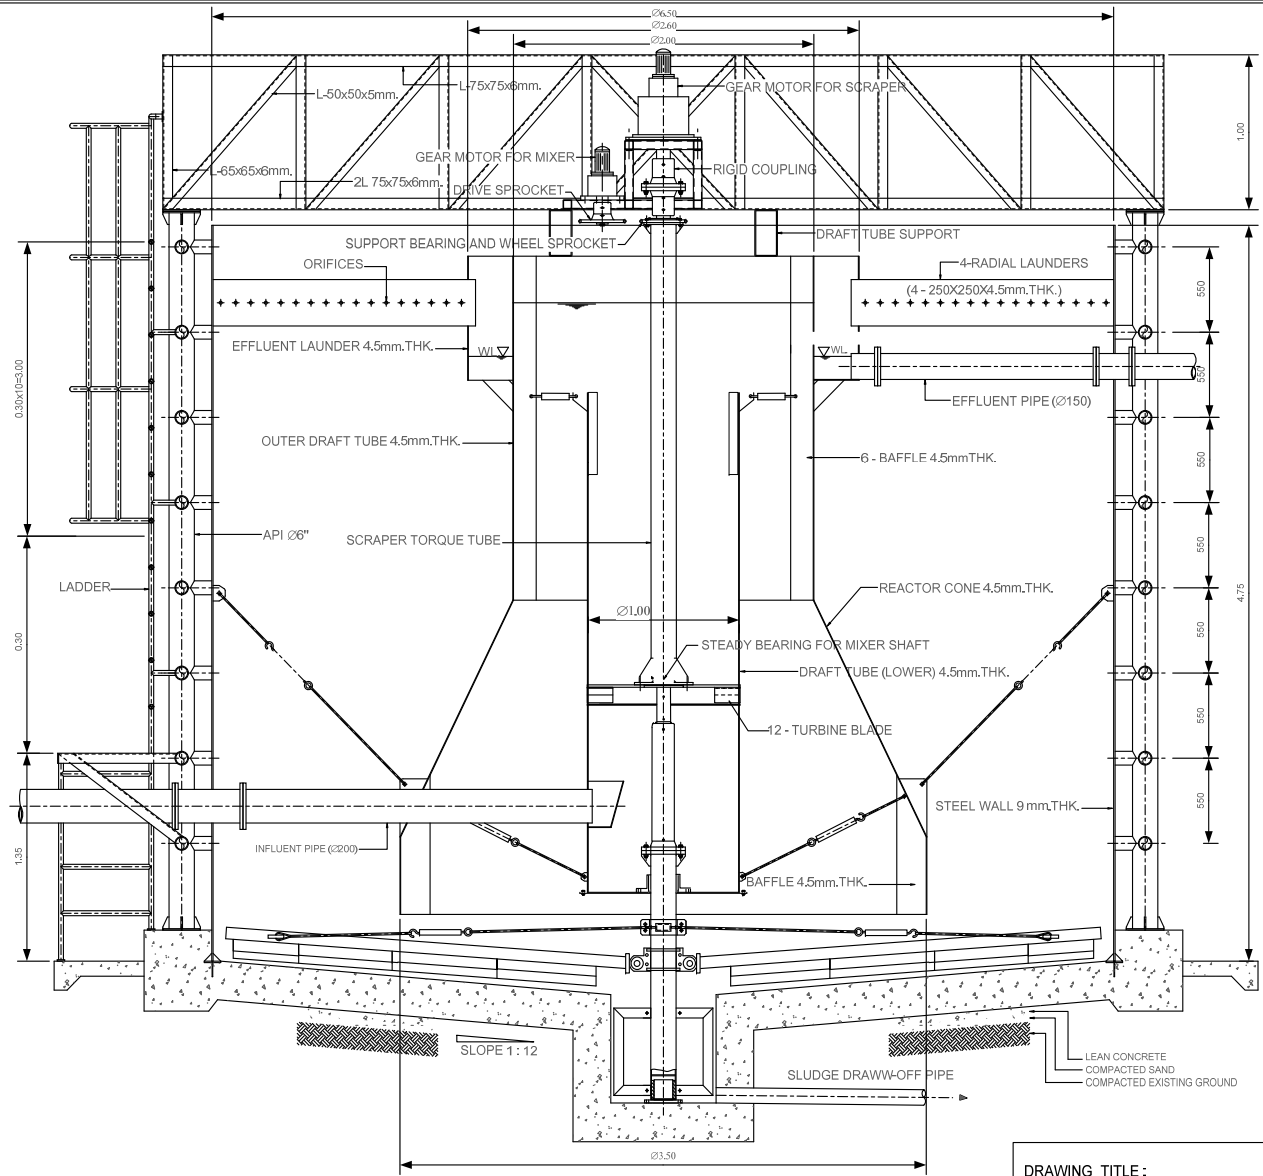 Ø6.50
Ø2.60
Ø2.00
L-50x50x5mm.
L-75x75x6mm.
GEAR MOTOR FOR SCRAPER
1.00
GEAR MOTOR FOR MIXER
RIGID COUPLING
L-65x65x6mm.
2L 75x75x6mm.
DRIVE SPROCKET
SUPPORT BEARING AND WHEEL SPROCKET
DRAFT TUBE SUPPORT
ORIFICES
4-RADIAL LAUNDERS
(4 - 250X250X4.5mm.THK.)
550
EFFLUENT LAUNDER 4.5mm.THK.
WL
WL.
550
0.30x10=3.00
EFFLUENT PIPE (Ø150)
OUTER DRAFT TUBE 4.5mm.THK.
6 - BAFFLE 4.5mmTHK.
550
API Ø6"
SCRAPER TORQUE TUBE
550
LADDER
REACTOR CONE 4.5mm.THK.
4.75
Ø1.00
550
0.30
STEADY BEARING FOR MIXER SHAFT
DRAFT TUBE (LOWER) 4.5mm.THK.
550
12 - TURBINE BLADE
550
STEEL WALL 9 mm.THK.
1.35
INFLUENT PIPE (Ø200)
BAFFLE 4.5mm.THK.
SLOPE 1 : 12
LEAN CONCRETE
COMPACTED SAND
COMPACTED EXISTING GROUND
SLUDGE DRAWW-OFF PIPE
Ø3.50
DRAWING TITLE :